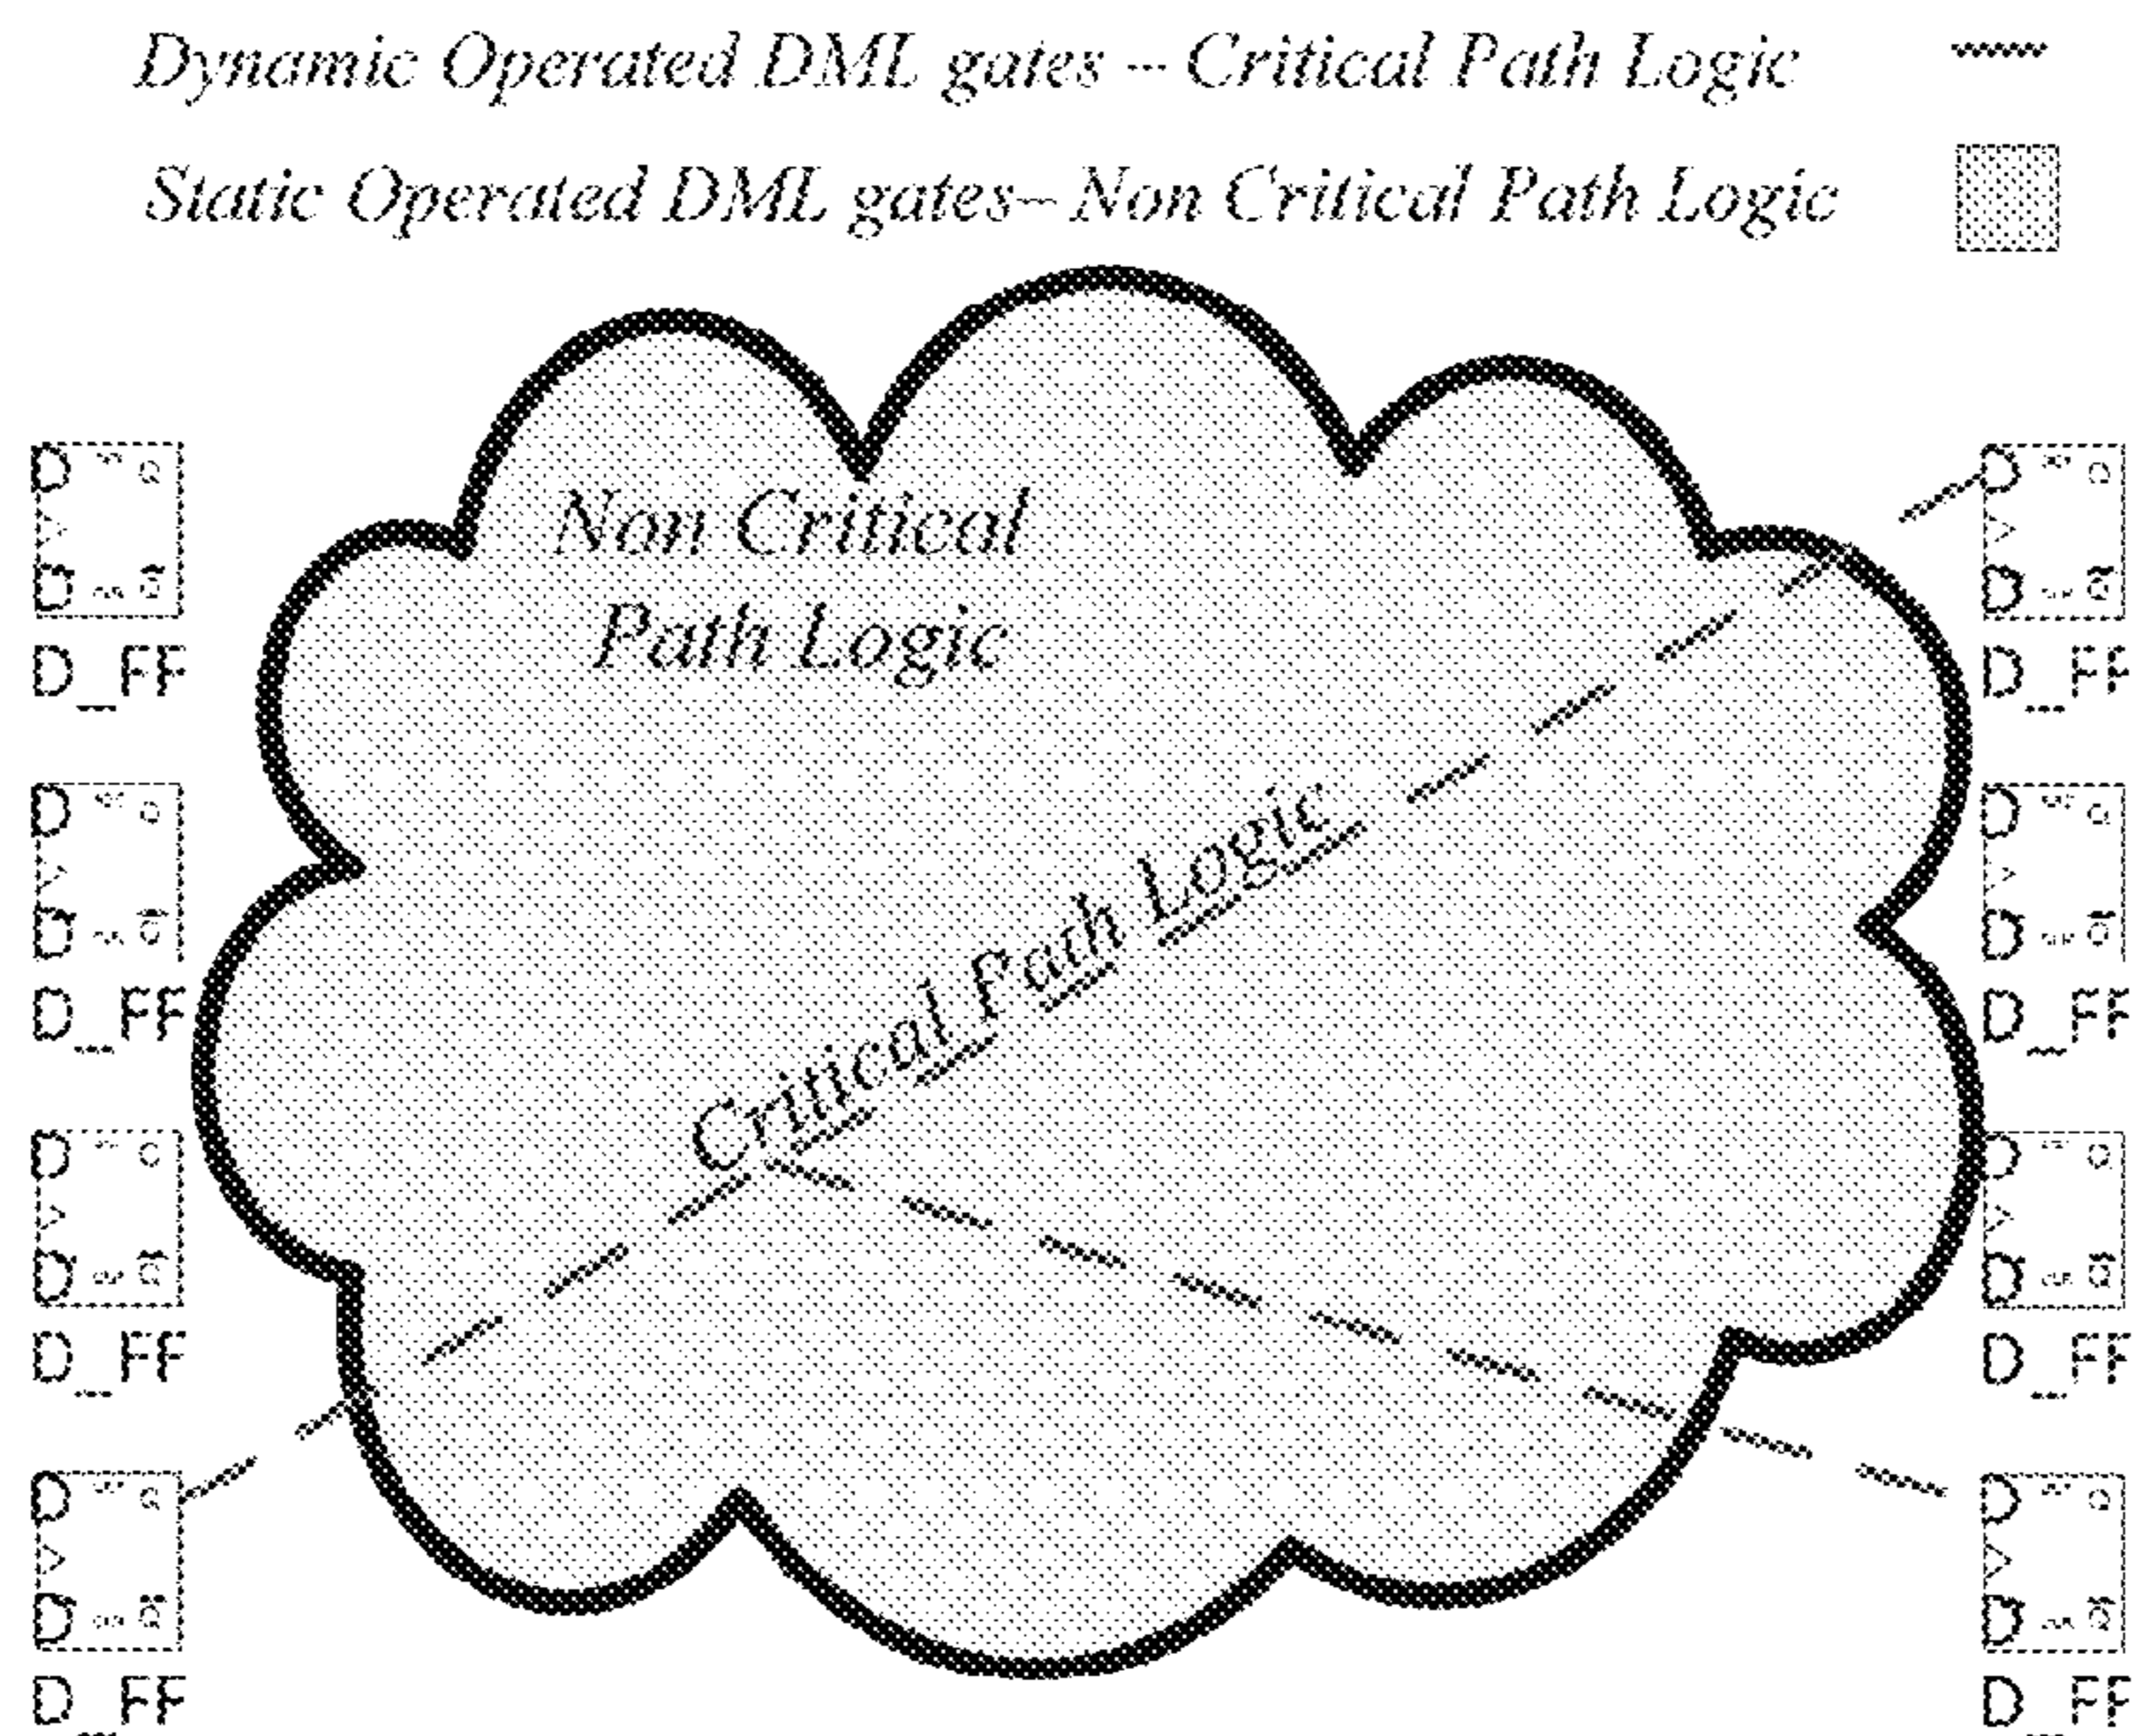 Dynamic Operated DML gates -- Critical Path Logic
Static Operated DML gates-- Non Critical Path Logic
Non Critical
Path Logic
Critical Path Logic
D Q
D Q
D_FF
D Q
D Q
D_FF
D Q
D Q
D_FF
D Q
D Q
D_FF
D Q
D Q
D_FF
D Q
D Q
D_FF
D Q
D Q
D_FF
D Q
D Q
D_FF